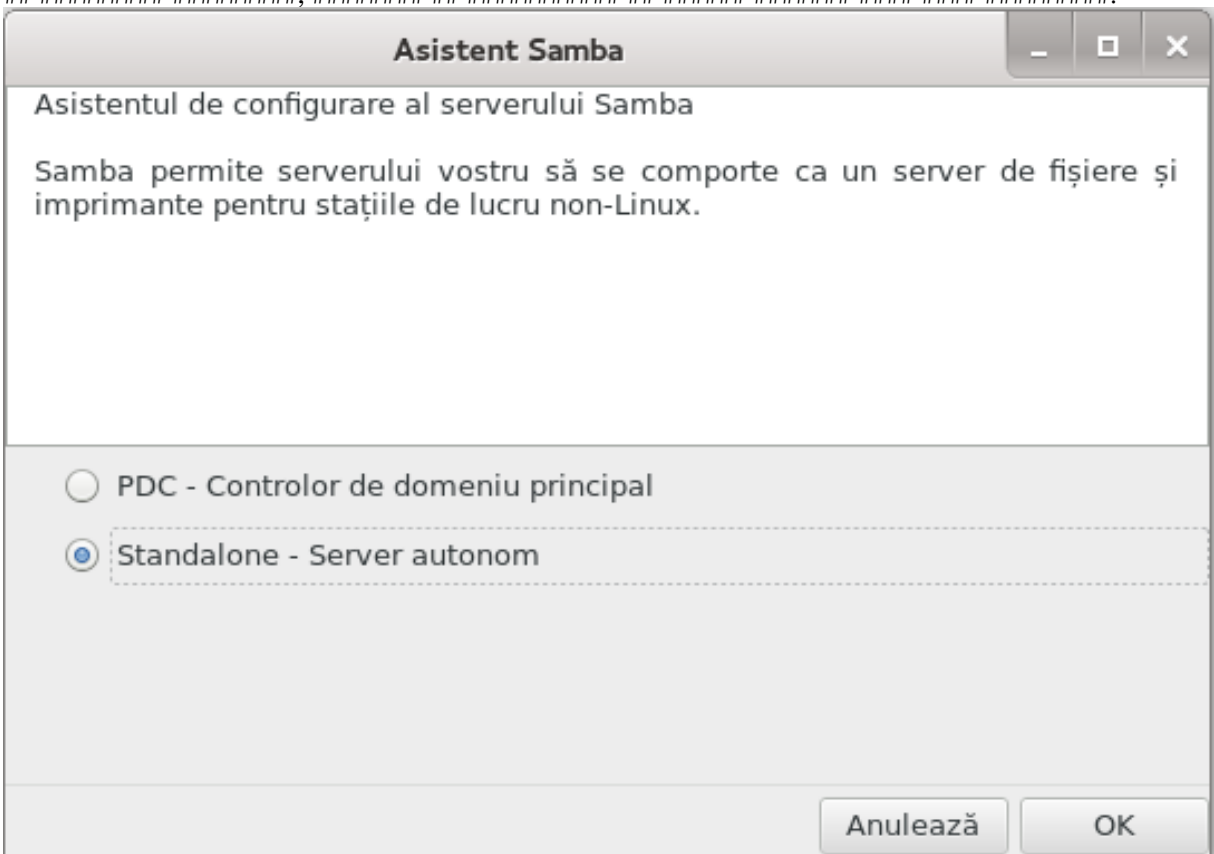 Asistent Samba
Asistentul de configurare al serverului Samba
Samba permite serverului vostru să se comporte ca un server de fișiere și
imprimante pentru stațiile de lucru non-Linux.
PDC - Controlor de domeniu principal
Standalone - Server autonom
Anulează
OK